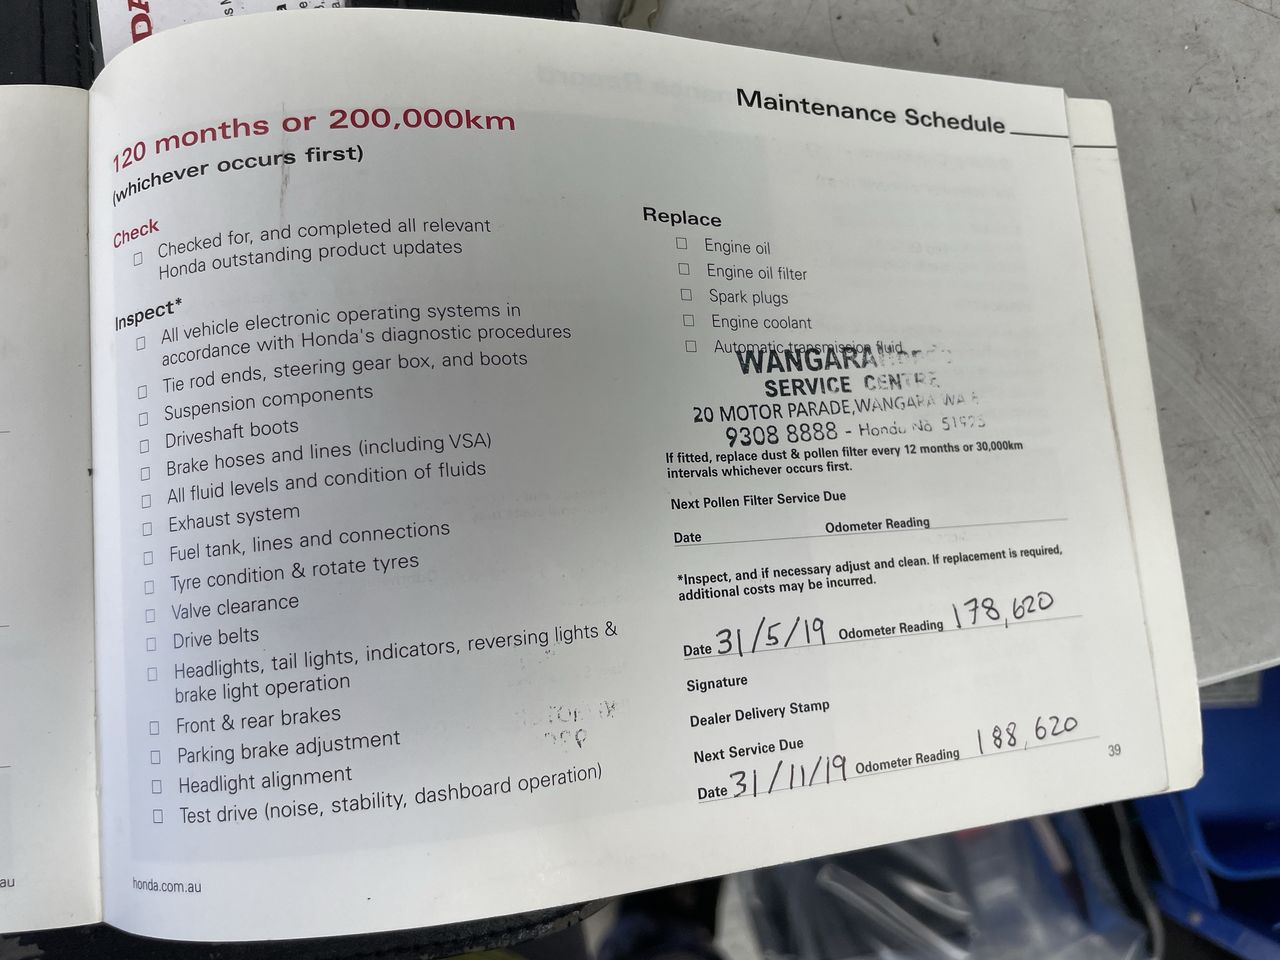 Maintenance Schedule
120 months or 200,000km
(whichever occurs first)
Check
Checked for, and completed all relevant
Honda outstanding product updates
Inspect*
All vehicle electronic operating systems in
accordance with Honda's diagnostic procedures
Tie rod ends, steering gear box, and boots
Suspension components
Driveshaft boots
Brake hoses and lines (including VSA)
All fluid levels and condition of fluids
Exhaust system
Fuel tank, lines and connections
Tyre condition & rotate tyres
Valve clearance
Drive belts
Headlights, tail lights, indicators, reversing lights &
brake light operation
Front & rear brakes
Parking brake adjustment
Headlight alignment
Test drive (noise, stability, dashboard operation)
honda.com.au
Replace
Engine oil
Engine oil filter
Spark plugs
Engine coolant
Automatic transmission fluid
WANGARA
SERVICE CENTRE
20 MOTOR PARADE, WANGARA WA
9308 8888 - Honda No
If fitted, replace dust & pollen filter every 12 months or 30,000km
intervals whichever occurs first.
Next Pollen Filter Service Due
Date Odometer Reading
*Inspect, and if necessary adjust and clean. If replacement is required,
additional costs may be incurred.
Date 31/5/19 Odometer Reading 178,620
Signature
Dealer Delivery Stamp
Next Service Due
Date 31/11/19 Odometer Reading 188,620
39
au